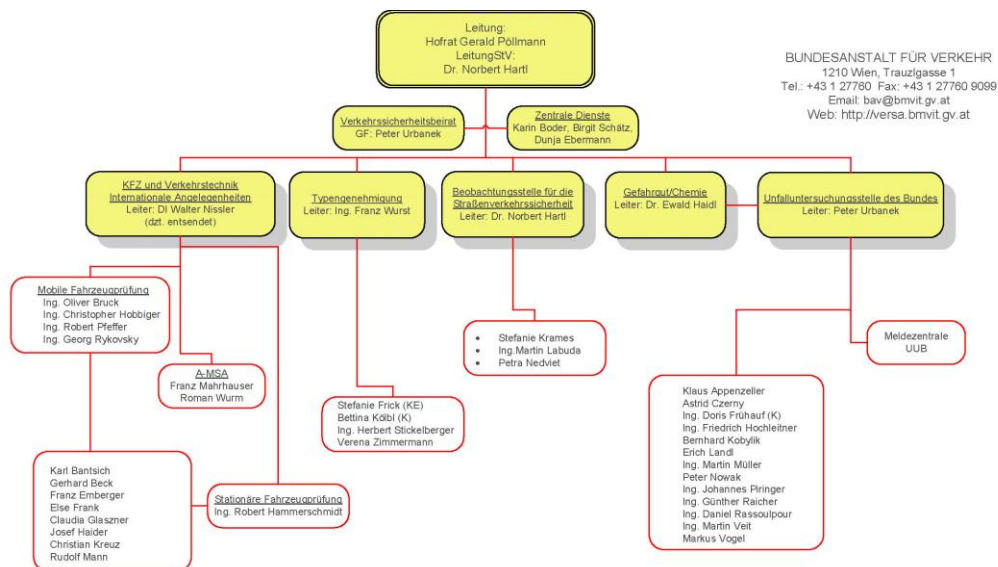 Leitung:
Hofrat Gerald Pöllmann
LeitungStV:
Dr. Norbert Hartl
BUNDESANSTALT FÜR VERKEHR
1210 Wien, Trauzlgasse 1
Tel.: +43 1 27760 Fax: +43 1 27760 9099
Email: bav@bmvit.gv.at
Web: http://versa.bmvit.gv.at
Verkehrssicherheitsbeirat
GF: Peter Urbanek
Zentrale Dienste
Karin Boder, Birgit Schätz,
Dunja Ebermann
KFZ und Verkehrstechnik
Internationale Angelegenheiten
Leiter: DI Walter Nissler
(dzt. entsendet)
Typengenehmigung
Leiter: Ing. Franz Wurst
Beobachtungsstelle für die
Straßenverkehrssicherheit
Leiter: Dr. Norbert Hartl
Gefahrgut/Chemie
Leiter: Dr. Ewald Haidl
Unfalluntersuchungsstelle des Bundes
Leiter: Peter Urbanek
Mobile Fahrzeugprüfung
Ing. Oliver Bruck
Ing. Christopher Hobbiger
Ing. Robert Pfeffer
Ing. Georg Rykovsky
A-MSA
Franz Mahrhauser
Roman Wurm
Stefanie Frick (KE)
Bettina Kölbl (K)
Ing. Herbert Stickelberger
Verena Zimmermann
• Stefanie Krames
• Ing.Martin Labuda
• Petra Nedviet
Meldezentrale
UUB
Klaus Appenzeller
Astrid Czerny
Ing. Doris Frühauf (K)
Ing. Friedrich Hochleitner
Bernhard Kobylik
Erich Landl
Ing. Martin Müller
Peter Nowak
Ing. Johannes Piringer
Ing. Günther Raicher
Ing. Daniel Rassoulpour
Ing. Martin Veit
Markus Vogel
Karl Bantsich
Gerhard Beck
Franz Emberger
Else Frank
Claudia Glaszner
Josef Haider
Christian Kreuz
Rudolf Mann
Stationäre Fahrzeugprüfung
Ing. Robert Hammerschmidt